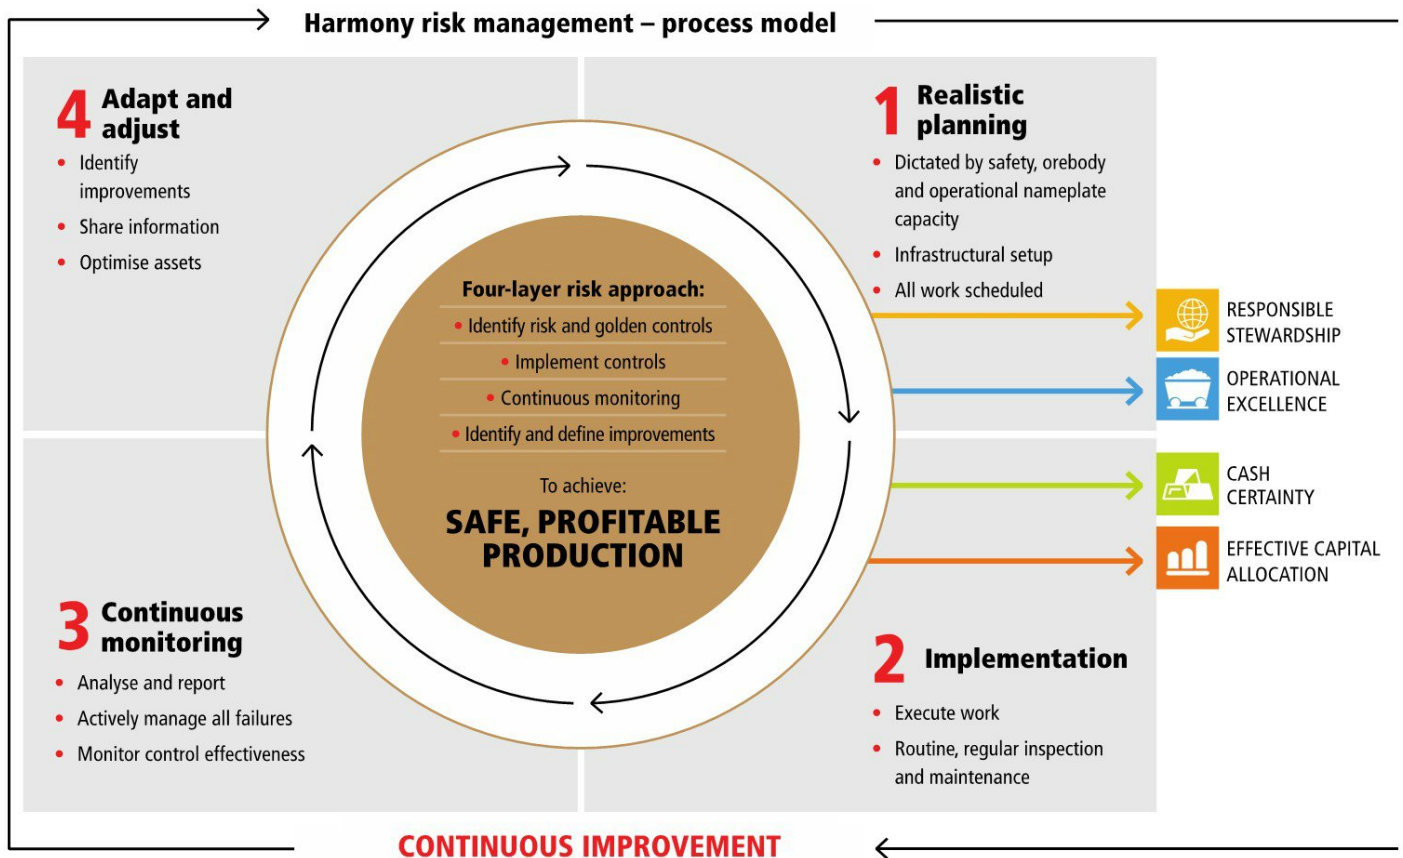 Harmony risk management – process model
4 Adapt and
adjust
• Identify
improvements
• Share information
• Optimise assets
1 Realistic
planning
• Dictated by safety, orebody
and operational nameplate
capacity
• Infrastructural setup
• All work scheduled
Four-layer risk approach:
• Identify risk and golden controls
• Implement controls
• Continuous monitoring
• Identify and define improvements
To achieve:
SAFE, PROFITABLE
PRODUCTION
RESPONSIBLE
STEWARDSHIP
OPERATIONAL
EXCELLENCE
CASH
CERTAINTY
EFFECTIVE CAPITAL
ALLOCATION
3 Continuous
monitoring
• Analyse and report
• Actively manage all failures
• Monitor control effectiveness
2 Implementation
• Execute work
• Routine, regular inspection
and maintenance
CONTINUOUS IMPROVEMENT